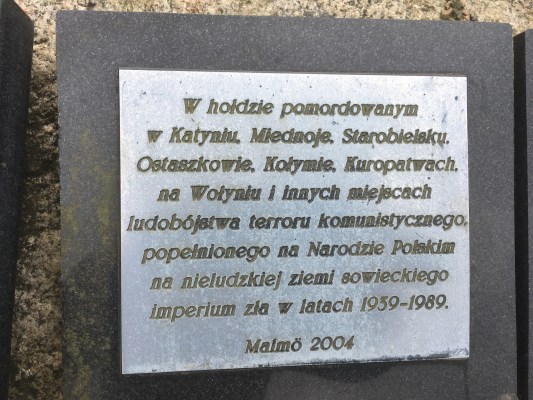 W hołdzie pomordowanym
w Katyniu, Miednoje, Starobielsku,
Ostaszkowie, Kołymie, Kuropatwach,
na Wołyniu i innych miejscach
ludobójstwa terroru komunistycznego,
popełnionego na Narodzie Polskim
na nieludzkiej ziemi sowieckiego
imperium zła w latach 1939-1989.
Malmö 2004